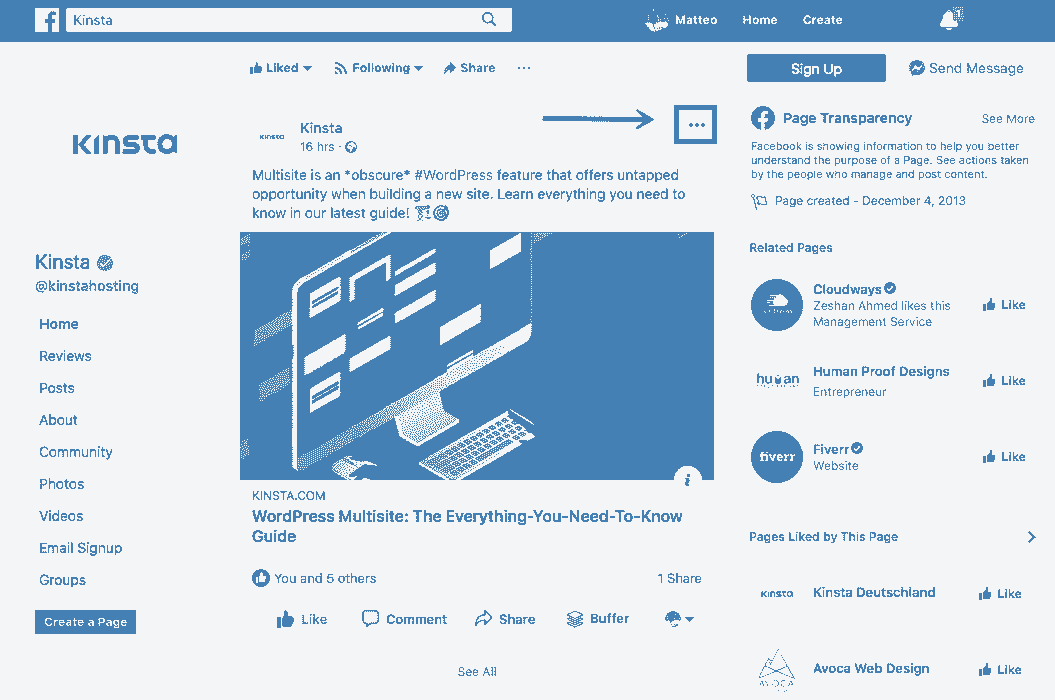 Kinsta
Matteo
Home
Create
1
Liked
Following
Share
...
Sign Up
Send Message
KINSTA
Kinsta
@kinstahosting
Home
Reviews
Posts
About
Community
Photos
Videos
Email Signup
Groups
Create a Page
KINSTA
Kinsta
16 hrs ·
...
Multisite is an *obscure* #WordPress feature that offers untapped
opportunity when building a new site. Learn everything you need to
know in our latest guide!
i
KINSTA.COM
WordPress Multisite: The Everything-You-Need-To-Know
Guide
You and 5 others
1 Share
Like
Comment
Share
Buffer
See All
Page Transparency
See More
Facebook is showing information to help you better
understand the purpose of a Page. See actions taken
by the people who manage and post content.
Page created - December 4, 2013
Related Pages
Cloudways
Zeshan Ahmed likes this
Management Service
Like
human
Human Proof Designs
Entrepreneur
Like
fiverr
Fiverr
Website
Like
Pages Liked by This Page
KINSTA
Kinsta Deutschland
Like
AVOCA
Avoca Web Design
Like